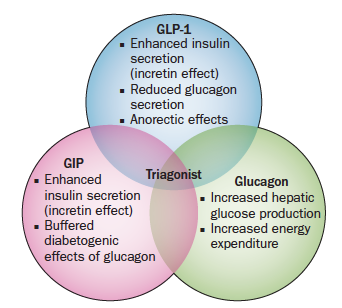 GLP-1
▪ Enhanced insulin
secretion
(incretin effect)
▪ Reduced glucagon
secretion
▪ Anorectic effects
GIP
▪ Enhanced
insulin secretion
(incretin effect)
▪ Buffered
diabetogenic
effects of glucagon
Triagonist
Glucagon
▪ Increased hepatic
glucose production
▪ Increased energy
expenditure